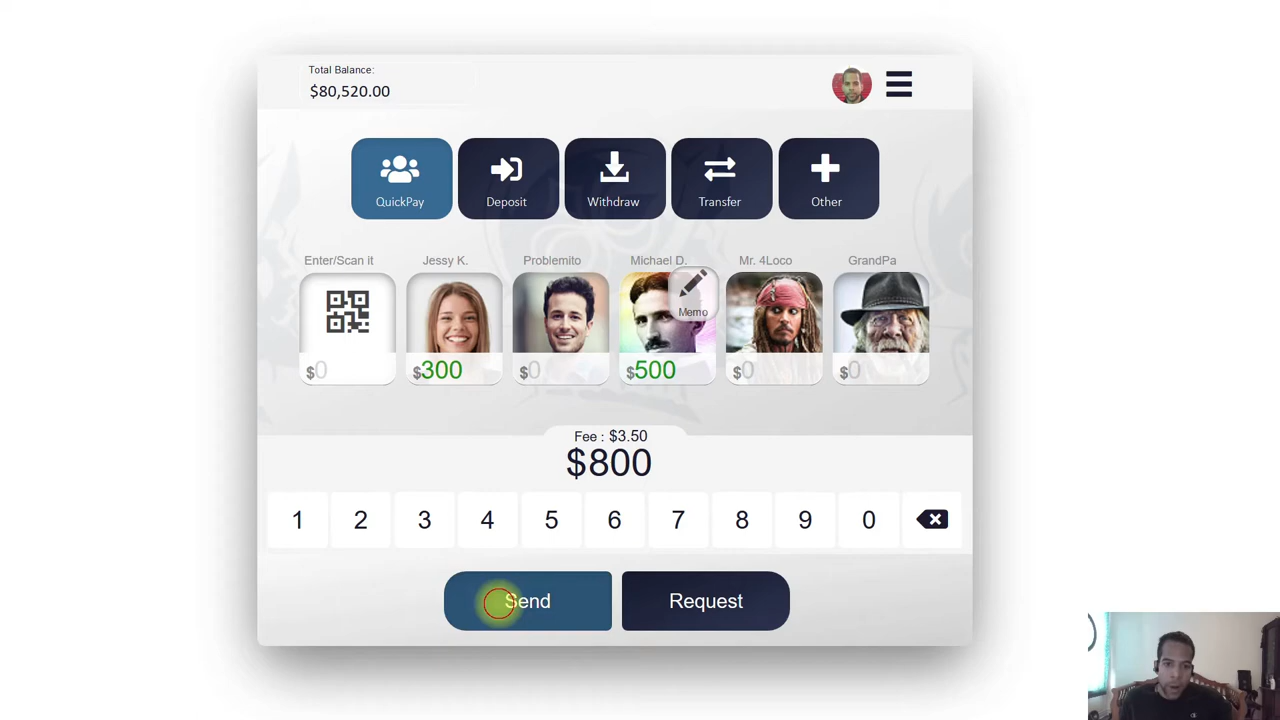 Total Balance:
$80,520.00
QuickPay
Deposit
Withdraw
Transfer
Other
Enter/Scan it
Jessy K.
Problemito
Michael D.
Mr. 4Loco
GrandPa
Memo
$0
$300
$0
$500
$0
$0
Fee : $3.50
$800
1 2 3 4 5 6 7 8 9 0
Send
Request